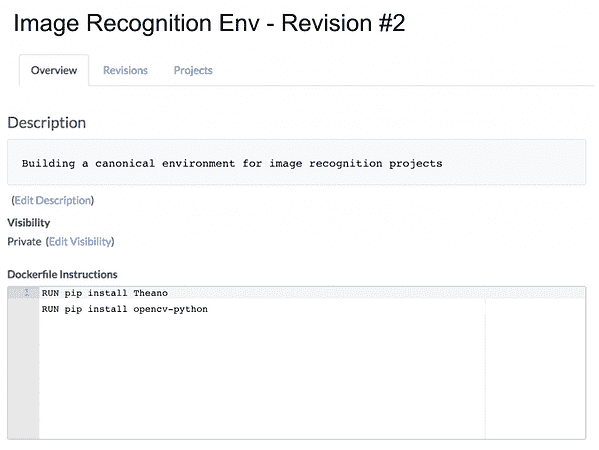 Image Recognition Env - Revision #2
Overview Revisions Projects
Description
Building a canonical environment for image recognition projects
(Edit Description)
Visibility
Private (Edit Visibility)
Dockerfile Instructions
1 RUN pip install Theano
RUN pip install opencv-python